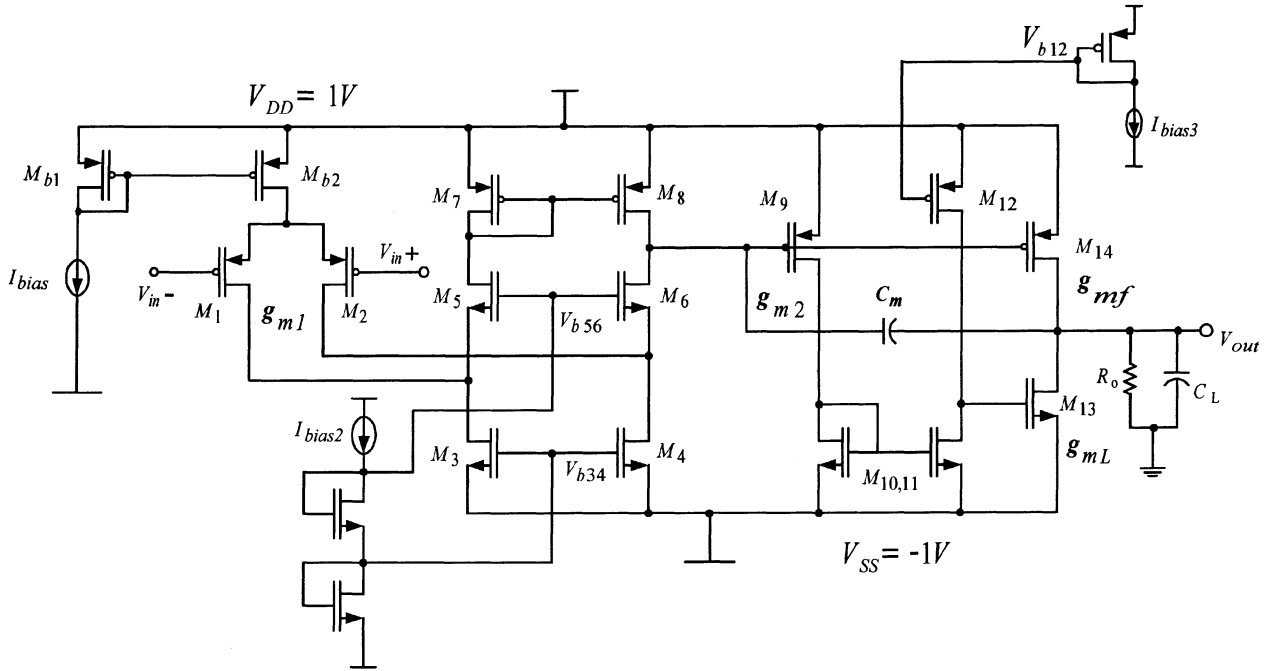 V_b12
V_DD = 1V
I_bias3
M_b1
M_b2
M_7
M_8
M_9
M_12
V_in+
M_14
I_bias
V_in-
M_1
g_m1
M_2
M_5
V_b56
M_6
g_m2
C_m
g_mf
V_out
R_o
C_L
M_13
I_bias2
M_3
V_b34
M_4
M_10,11
g_mL
V_SS = -1V